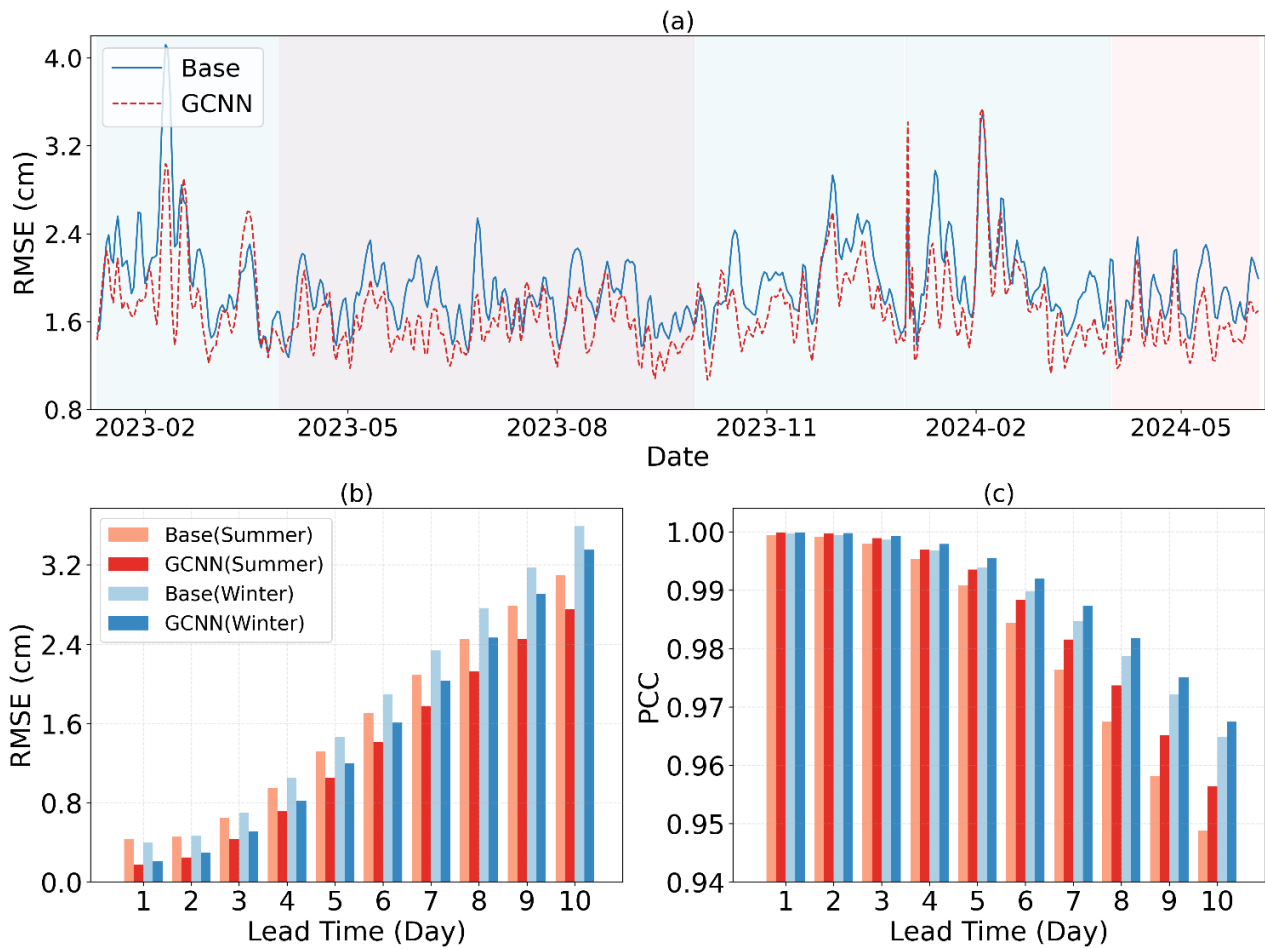 (a)
4.0
3.2
2.4
1.6
0.8
RMSE (cm)
Base
GCNN
2023-02 2023-05 2023-08 2023-11 2024-02 2024-05
Date
(b)
3.2
2.4
1.6
0.8
0.0
RMSE (cm)
Base(Summer)
GCNN(Summer)
Base(Winter)
GCNN(Winter)
1 2 3 4 5 6 7 8 9 10
Lead Time (Day)
(c)
1.00
0.99
0.98
0.97
0.96
0.95
0.94
PCC
1 2 3 4 5 6 7 8 9 10
Lead Time (Day)